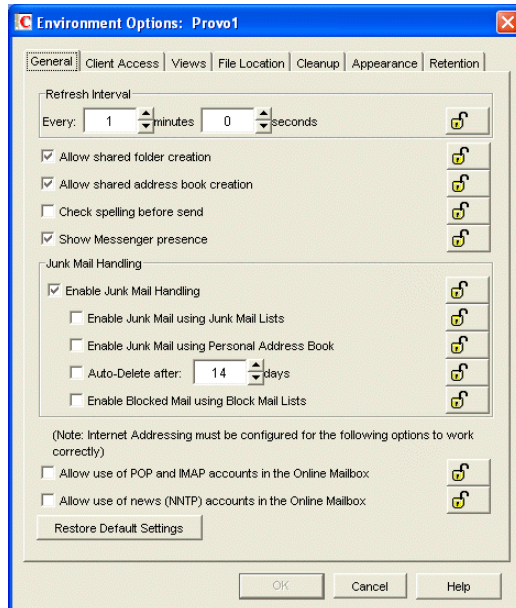 Environment Options: Provo1
General Client Access Views File Location Cleanup Appearance Retention
Refresh Interval
Every: 1 minutes 0 seconds
Allow shared folder creation
Allow shared address book creation
Check spelling before send
Show Messenger presence
Junk Mail Handling
Enable Junk Mail Handling
Enable Junk Mail using Junk Mail Lists
Enable Junk Mail using Personal Address Book
Auto-Delete after: 14 days
Enable Blocked Mail using Block Mail Lists
(Note: Internet Addressing must be configured for the following options to work
correctly)
Allow use of POP and IMAP accounts in the Online Mailbox
Allow use of news (NNTP) accounts in the Online Mailbox
Restore Default Settings
OK Cancel Help